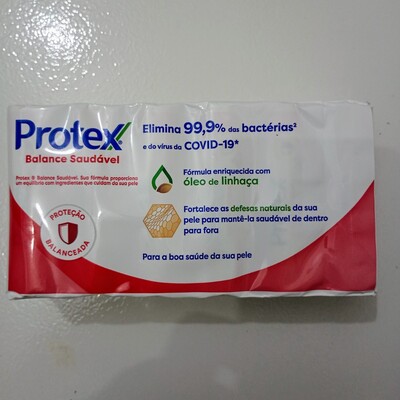 Protex
Balance Saudável
Protex ® Balance Saudável. Sua fórmula proporciona
um equilíbrio com ingredientes que cuidam da sua pele
PROTEÇÃO
BALANCEADA
Elimina 99,9% das bactérias²
e do vírus da COVID-19*
Fórmula enriquecida com
óleo de linhaça
Fortalece as defesas naturais da sua
pele para mantê-la saudável de dentro
para fora
Para a boa saúde da sua pele